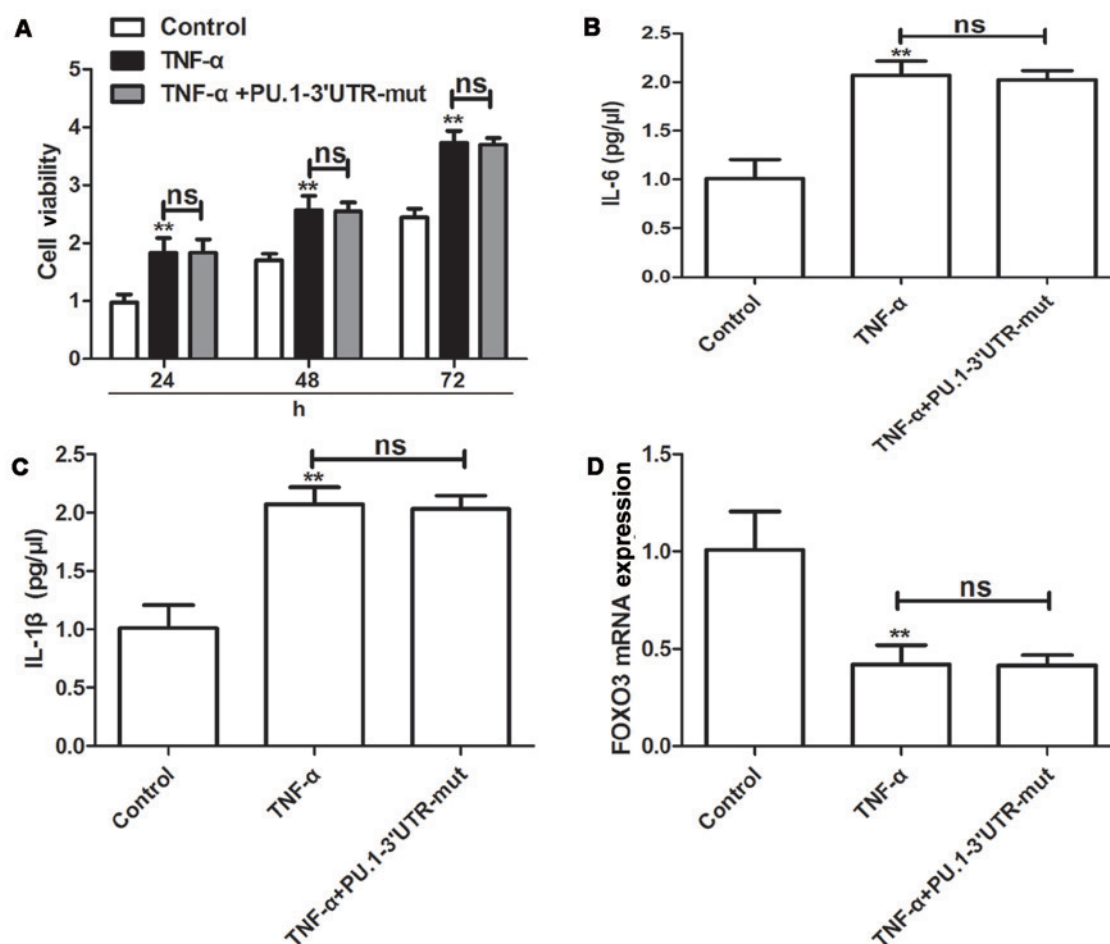 A
Control
TNF-α
TNF-α +PU.1-3'UTR-mut
Cell viability
5
4
3
2
1
0
ns
**
ns
**
ns
**
24 48 72
h
B
IL-6 (pg/µl)
2.5
2.0
1.5
1.0
0.5
0.0
ns
**
Control
TNF-α
TNF-α+PU.1-3'UTR-mut
C
IL-1β (pg/µl)
2.5
2.0
1.5
1.0
0.5
0.0
ns
**
Control
TNF-α
TNF-α+PU.1-3'UTR-mut
D
FOXO3 mRNA expression
1.5
1.0
0.5
0.0
ns
**
Control
TNF-α
TNF-α+PU.1-3'UTR-mut